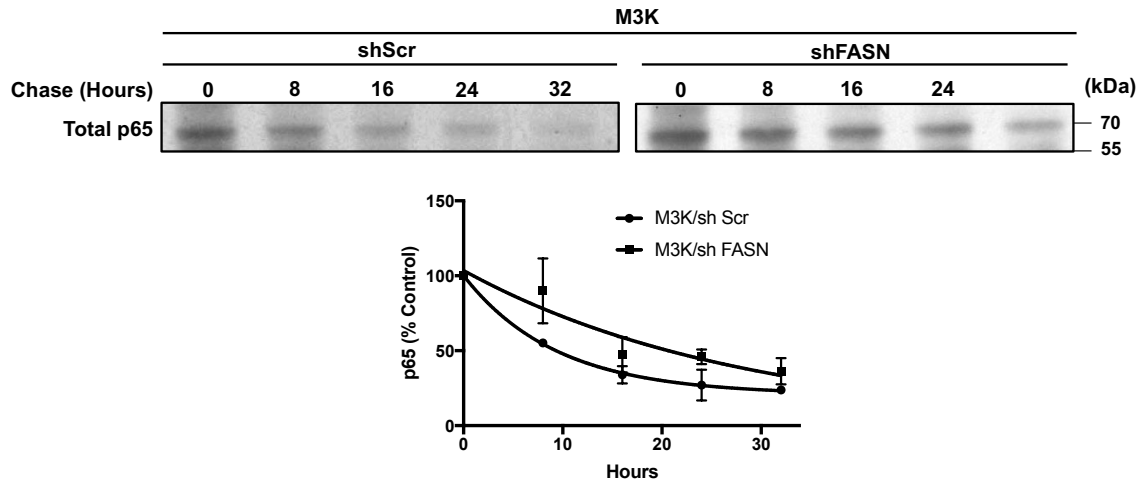 M3K
shScr shFASN
Chase (Hours) 0 8 16 24 32 0 8 16 24 (kDa)
Total p65 70
55
150
M3K/sh Scr
M3K/sh FASN
100
50
0
p65 (% Control)
0 10 20 30
Hours